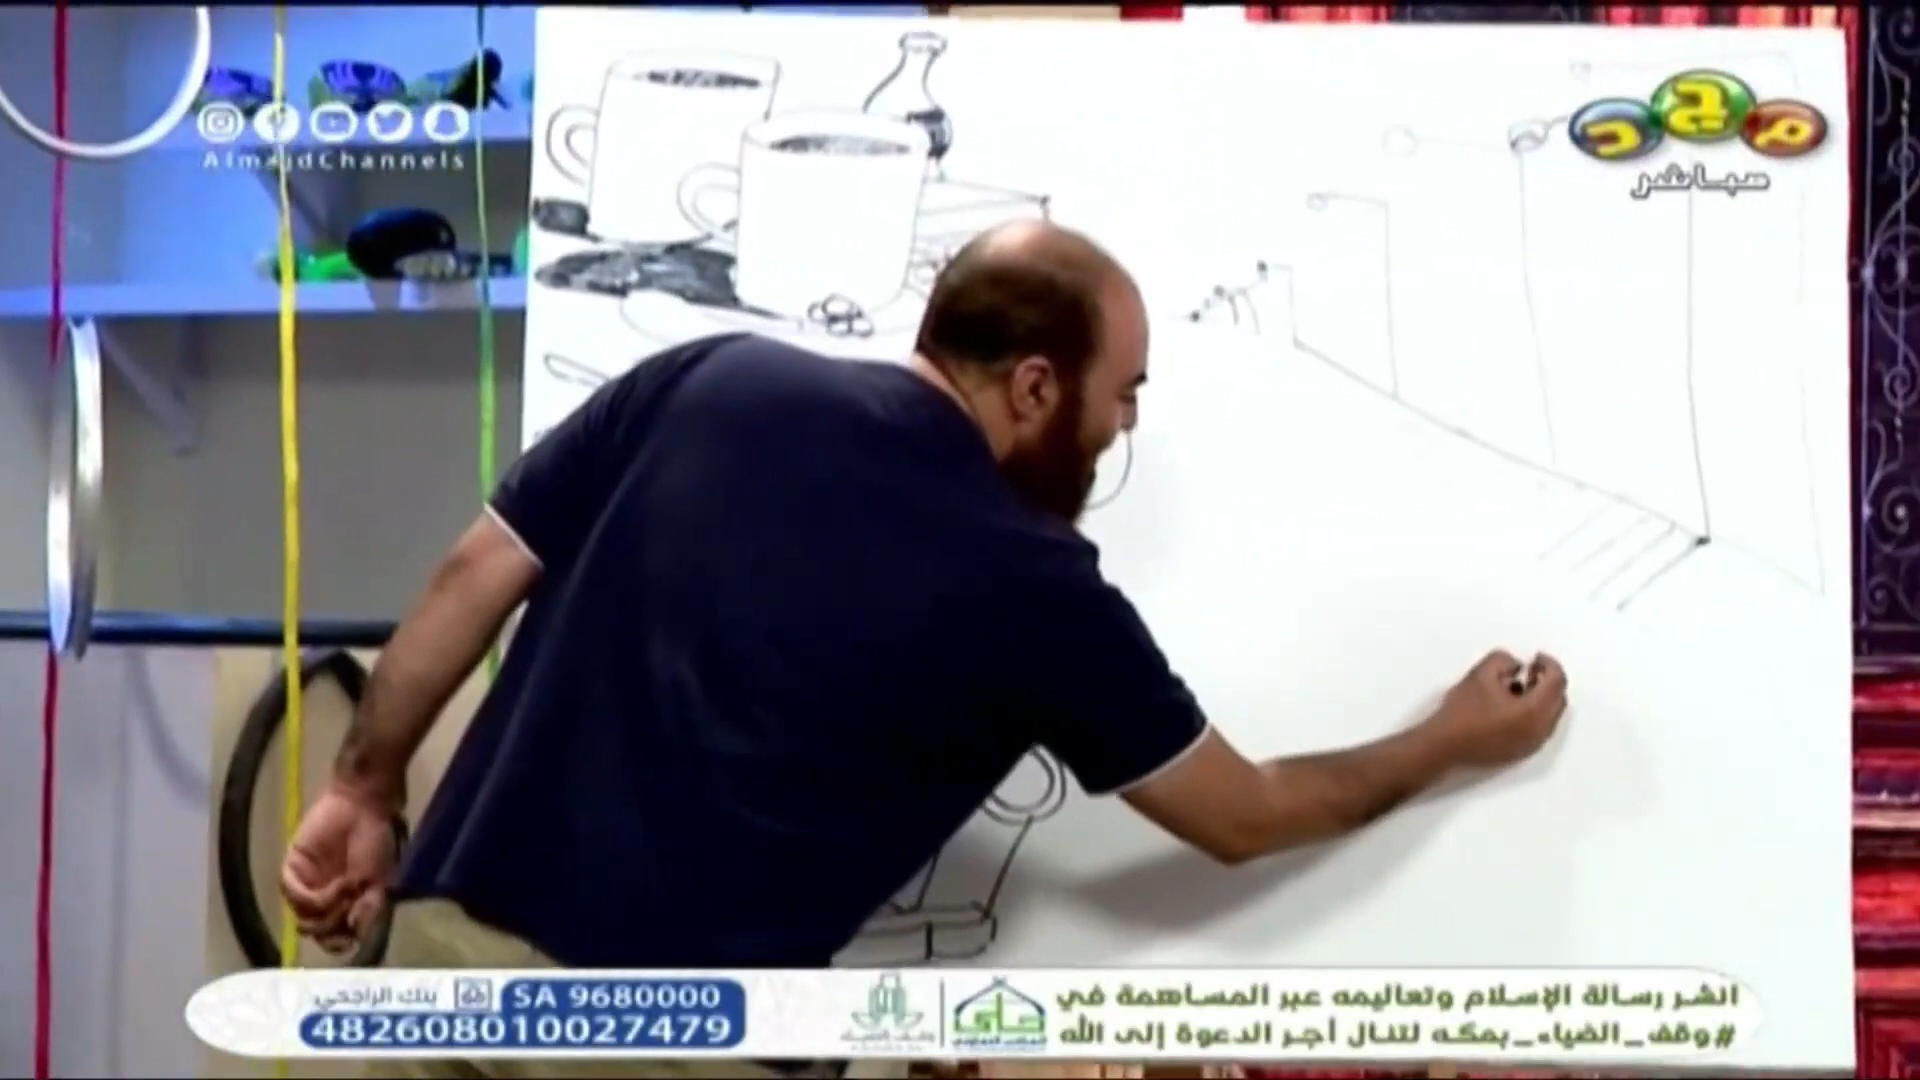 AlmajdChannels
مجد
مباشر
انشر رسالة الإسلام وتعاليمه عبر المساهمة في
#وقف_الضياء_بمكه لتنال أجر الدعوة إلى الله
بنك الراجحي
SA 9680000
482608010027479